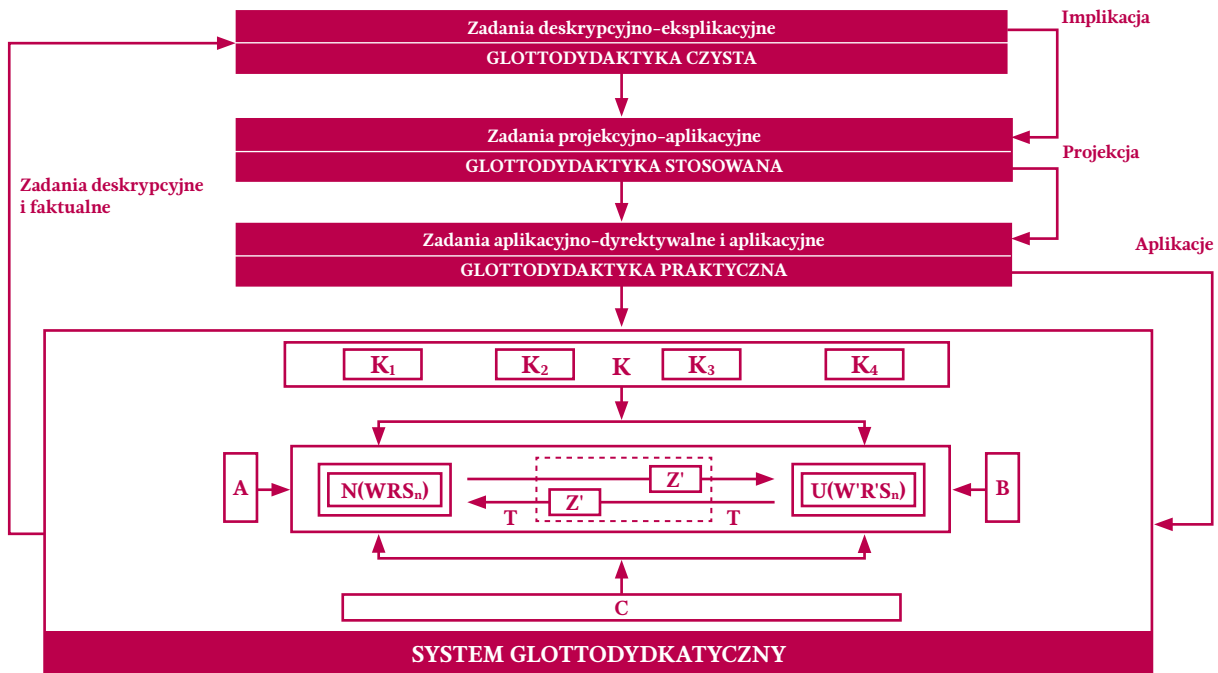 Zadania deskrypcyjno-eksplikacyjne
GLOTTODYDAKTYKA CZYSTA
Implikacja
Zadania projekcyjno-aplikacyjne
GLOTTODYDAKTYKA STOSOWANA
Projekcja
Zadania deskrypcyjne
i faktualne
Zadania aplikacyjno-dyrektywalne i aplikacyjne
GLOTTODYDAKTYKA PRAKTYCZNA
Aplikacje
K₁ K₂ K K₃ K₄
A N(WRSₙ) Z' U(W'R'Sₙ) B
T Z' T
C
SYSTEM GLOTTODYDKATYCZNY